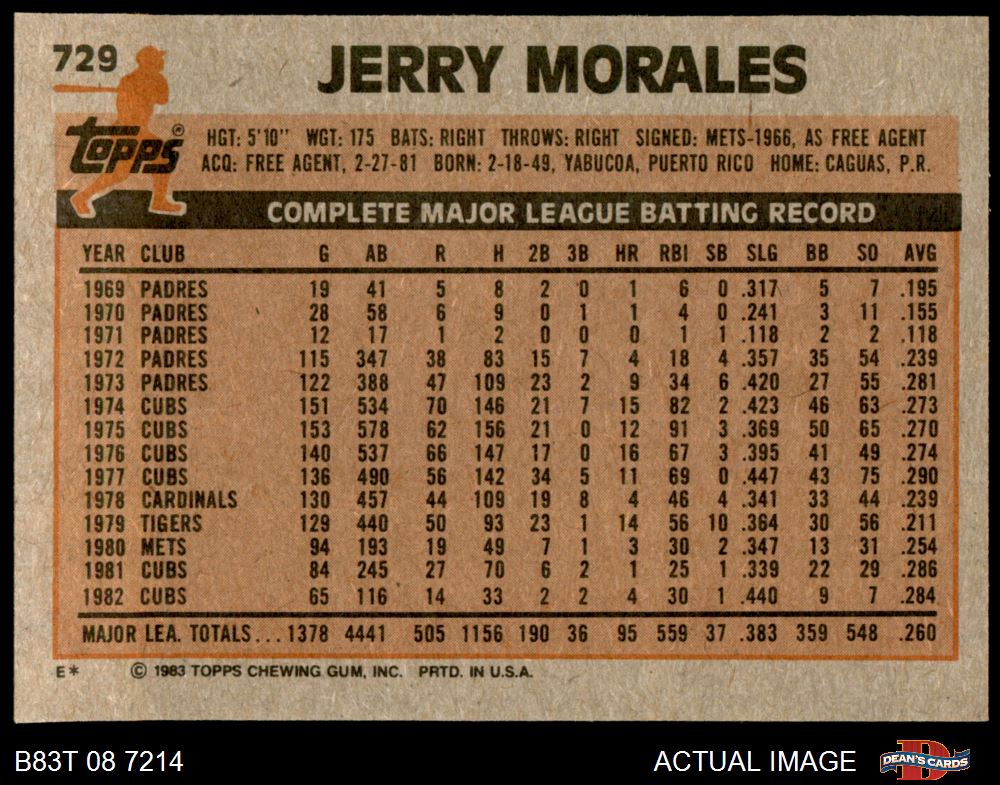 729
JERRY MORALES
Topps®
HGT: 5'10" WGT: 175 BATS: RIGHT THROWS: RIGHT SIGNED: METS-1966, AS FREE AGENT
ACQ: FREE AGENT, 2-27-81 BORN: 2-18-49, YABUCOA, PUERTO RICO HOME: CAGUAS, P.R.
COMPLETE MAJOR LEAGUE BATTING RECORD
YEAR CLUB G AB R H 2B 3B HR RBI SB SLG BB SO AVG
1969 PADRES 19 41 5 8 2 0 1 6 0 .317 5 7 .195
1970 PADRES 28 58 6 9 0 1 1 4 0 .241 3 11 .155
1971 PADRES 12 17 1 2 0 0 0 1 1 .118 2 2 .118
1972 PADRES 115 347 38 83 15 7 4 18 4 .357 35 54 .239
1973 PADRES 122 388 47 109 23 2 9 34 6 .420 27 55 .281
1974 CUBS 151 534 70 146 21 7 15 82 2 .423 46 63 .273
1975 CUBS 153 578 62 156 21 0 12 91 3 .369 50 65 .270
1976 CUBS 140 537 66 147 17 0 16 67 3 .395 41 49 .274
1977 CUBS 136 490 56 142 34 5 11 69 0 .447 43 75 .290
1978 CARDINALS 130 457 44 109 19 8 4 46 4 .341 33 44 .239
1979 TIGERS 129 440 50 93 23 1 14 56 10 .364 30 56 .211
1980 METS 94 193 19 49 7 1 3 30 2 .347 13 31 .254
1981 CUBS 84 245 27 70 6 2 1 25 1 .339 22 29 .286
1982 CUBS 65 116 14 33 2 2 4 30 1 .440 9 7 .284
MAJOR LEA. TOTALS... 1378 4441 505 1156 190 36 95 559 37 .383 359 548 .260
E* © 1983 TOPPS CHEWING GUM, INC. PRTD. IN U.S.A.
B83T 08 7214 ACTUAL IMAGE D DEAN'S CARDS